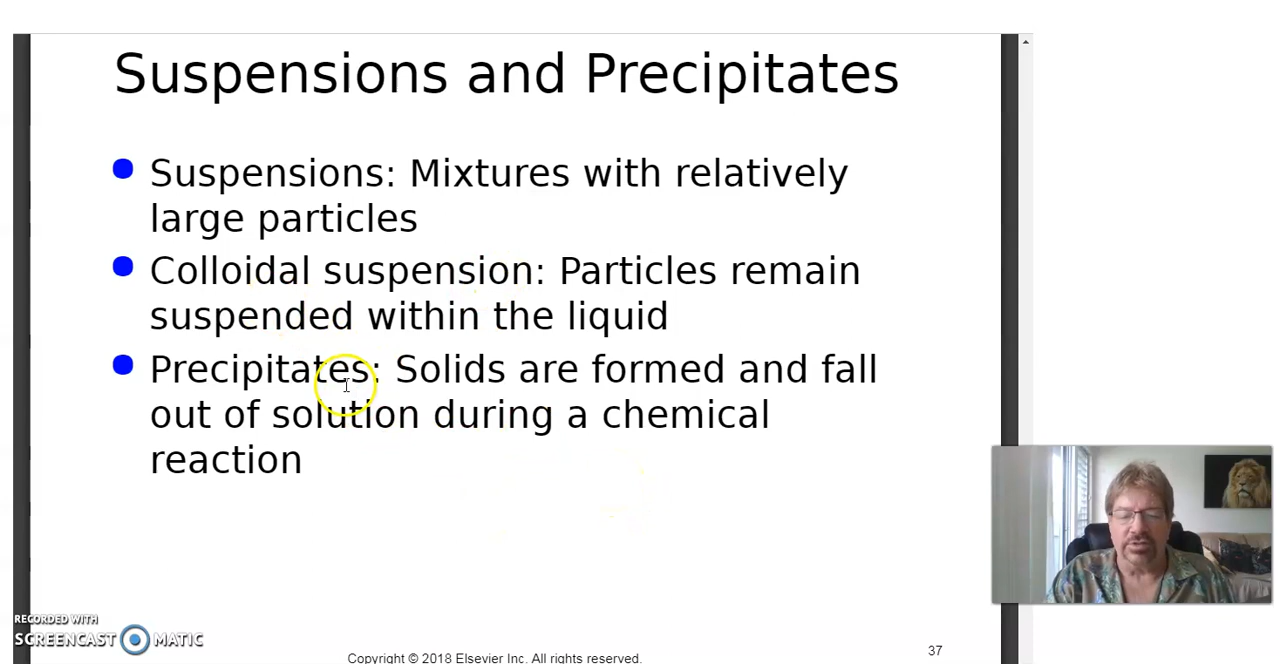 Suspensions and Precipitates
Suspensions: Mixtures with relatively
large particles
Colloidal suspension: Particles remain
suspended within the liquid
Precipitates: Solids are formed and fall
out of solution during a chemical
reaction
RECORDED WITH
SCREENCAST MATIC
Copyright © 2018 Elsevier Inc. All rights reserved.
37